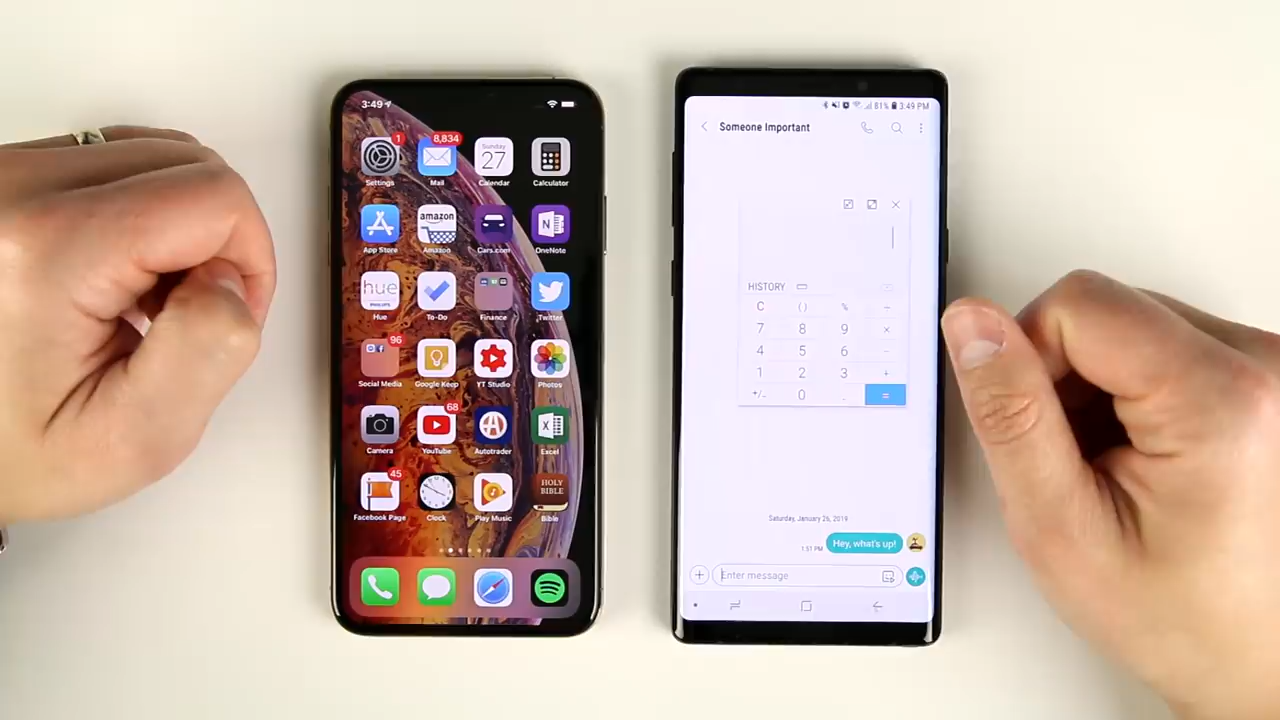 3:49
1
8,834
Sunday
27
Settings
Mail
Calendar
Calculator
amazon
App Store
Amazon
Cars.com
OneNote
hue
PHILIPS
Hue
To-Do
Finance
Twitter
96
Social Media
Google Keep
YT Studio
Photos
68
Camera
YouTube
Autotrader
Excel
45
HOLY
BIBLE
Facebook Page
Clock
Play Music
Bible
81% 3:49 PM
Someone Important
HISTORY
C () % ÷
7 8 9 ×
4 5 6 −
1 2 3 +
+/- 0 . =
Saturday, January 26, 2019
1:51 PM Hey, what's up!
Enter message